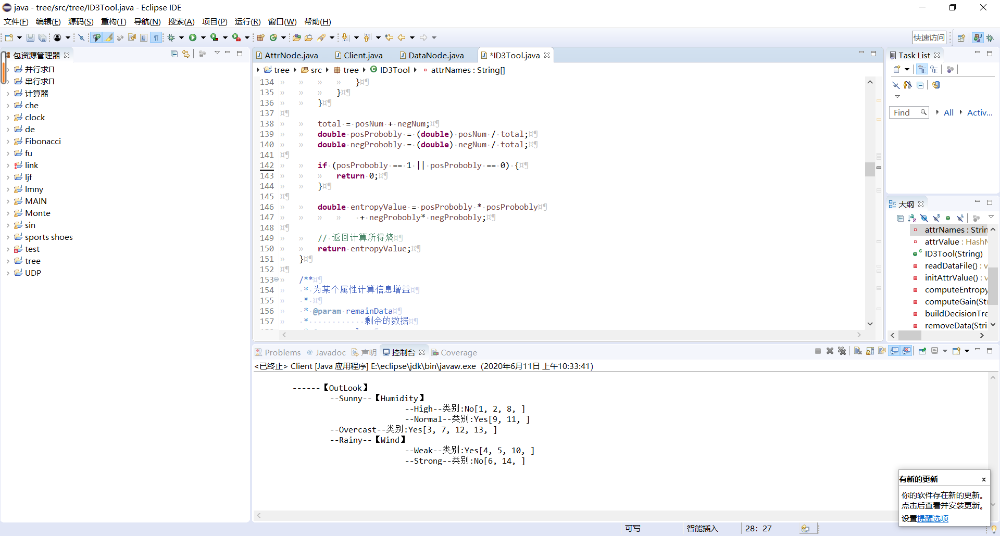 java - tree/src/tree/ID3Tool.java - Eclipse IDE
文件(F) 编辑(E) 源码(S) 重构(T) 导航(N) 搜索(A) 项目(P) 运行(R) 窗口(W) 帮助(H)
快速访问
包资源管理器
并行求Π
串行求Π
计算器
che
clock
de
Fibonacci
fu
link
ljf
lmny
MAIN
Monte
sin
sports shoes
test
tree
UDP
AttrNode.java Client.java DataNode.java *ID3Tool.java
tree src tree ID3Tool attrNames : String[]
134 }
135 }
136 }
137
138 total = posNum + negNum;
139 double posProbobly = (double) posNum / total;
140 double negProbobly = (double) negNum / total;
141
142 if (posProbobly == 1 || posProbobly == 0) {
143 return 0;
144 }
145
146 double entropyValue = posProbobly * posProbobly
147 + negProbobly* negProbobly;
148
149 // 返回计算所得熵
150 return entropyValue;
151 }
152
153 /**
154 * 为某个属性计算信息增益
155 *
156 * @param remainData
157 * 剩余的数据
Task List
Find All Activ...
大纲
attrNames : Strin
attrValue : HashM
ID3Tool(String)
readDataFile() : v
initAttrValue() : v
computeEntropy
computeGain(Str
buildDecisionTre
removeData(Stri
Problems @ Javadoc 声明 控制台 Coverage
<已终止> Client [Java 应用程序] E:\eclipse\jdk\bin\javaw.exe (2020年6月11日 上午10:33:41)
------【OutLook】
--Sunny--【Humidity】
--High--类别:No[1, 2, 8, ]
--Normal--类别:Yes[9, 11, ]
--Overcast--类别:Yes[3, 7, 12, 13, ]
--Rainy--【Wind】
--Weak--类别:Yes[4, 5, 10, ]
--Strong--类别:No[6, 14, ]
有新的更新 x
你的软件存在新的更新。
点击后查看并安装更新。
设置提醒选项
可写 智能插入 28: 27